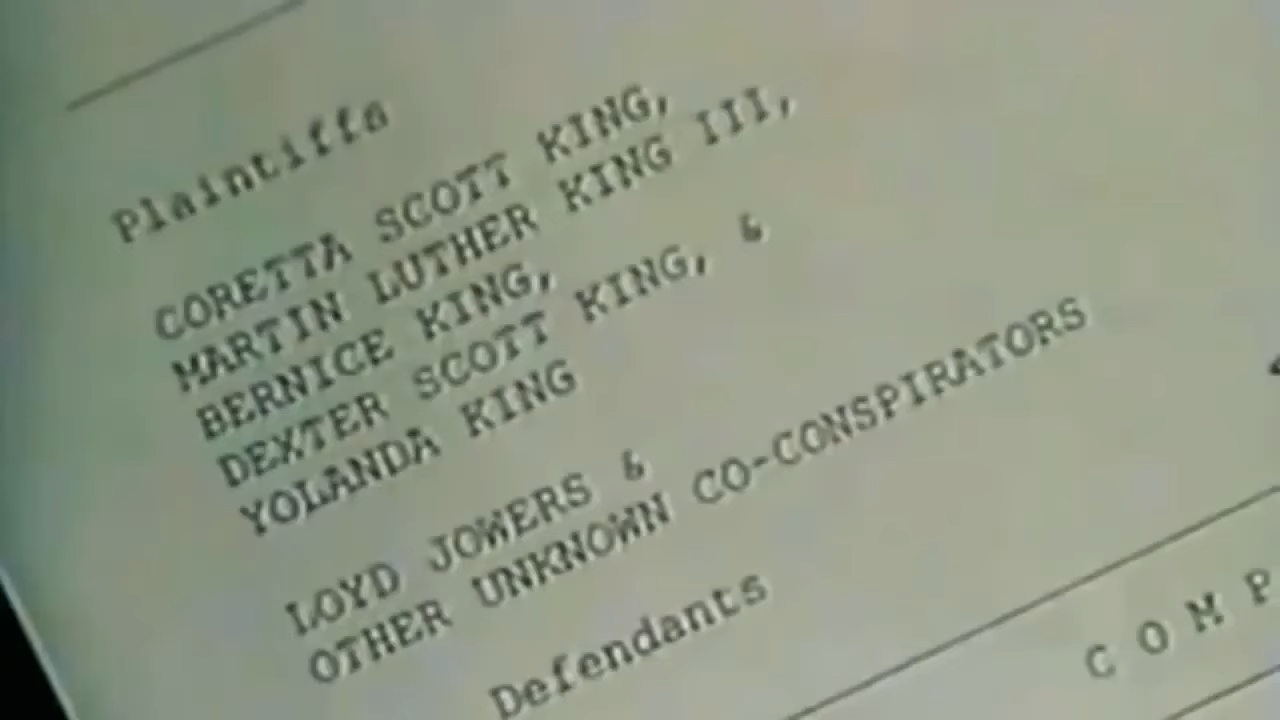 Plaintiffs
CORETTA SCOTT KING,
MARTIN LUTHER KING III,
BERNICE KING,
DEXTER SCOTT KING, &
YOLANDA KING
LOYD JOWERS &
OTHER UNKNOWN CO-CONSPIRATORS
Defendants
C O M P